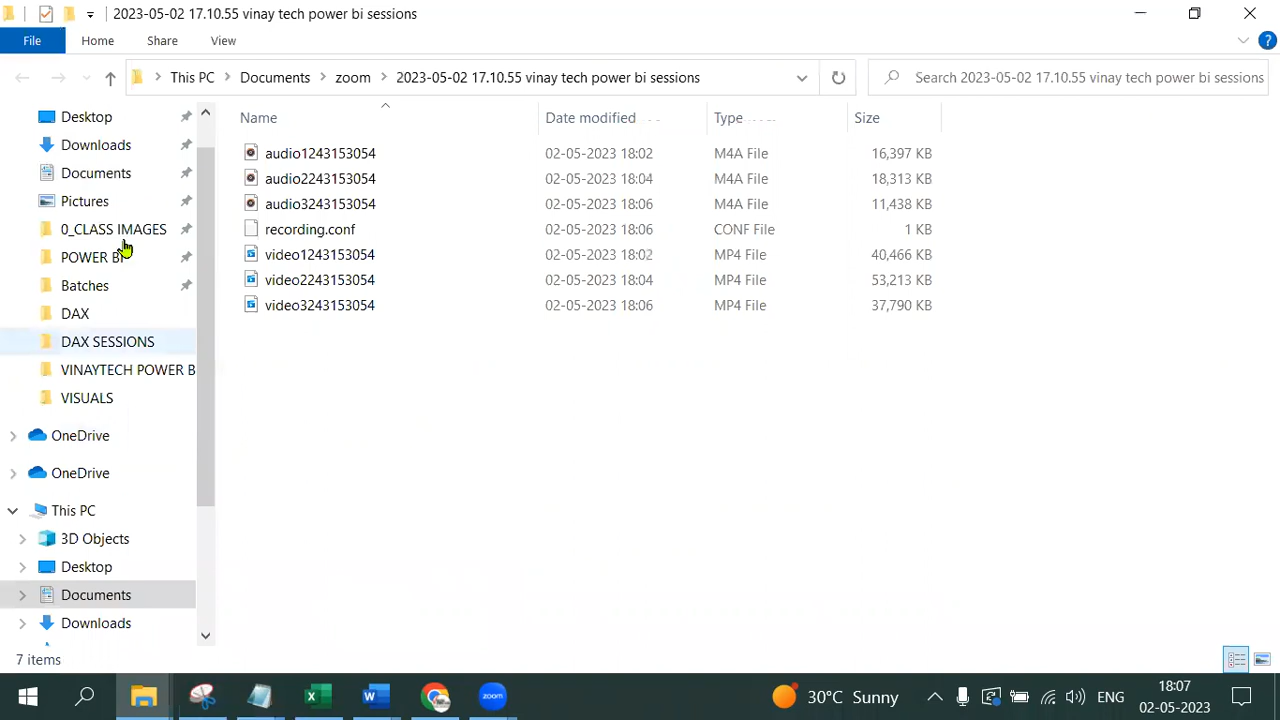 2023-05-02 17.10.55 vinay tech power bi sessions
File Home Share View
This PC Documents zoom 2023-05-02 17.10.55 vinay tech power bi sessions Search 2023-05-02 17.10.55 vinay tech power bi sessions
Name Date modified Type Size
Desktop
Downloads
Documents
Pictures
0_CLASS IMAGES
POWER BI
Batches
DAX
DAX SESSIONS
VINAYTECH POWER B
VISUALS
OneDrive
OneDrive
This PC
3D Objects
Desktop
Documents
Downloads
audio1243153054 02-05-2023 18:02 M4A File 16,397 KB
audio2243153054 02-05-2023 18:04 M4A File 18,313 KB
audio3243153054 02-05-2023 18:06 M4A File 11,438 KB
recording.conf 02-05-2023 18:06 CONF File 1 KB
video1243153054 02-05-2023 18:02 MP4 File 40,466 KB
video2243153054 02-05-2023 18:04 MP4 File 53,213 KB
video3243153054 02-05-2023 18:06 MP4 File 37,790 KB
7 items
zoom 30°C Sunny ENG 18:07
02-05-2023